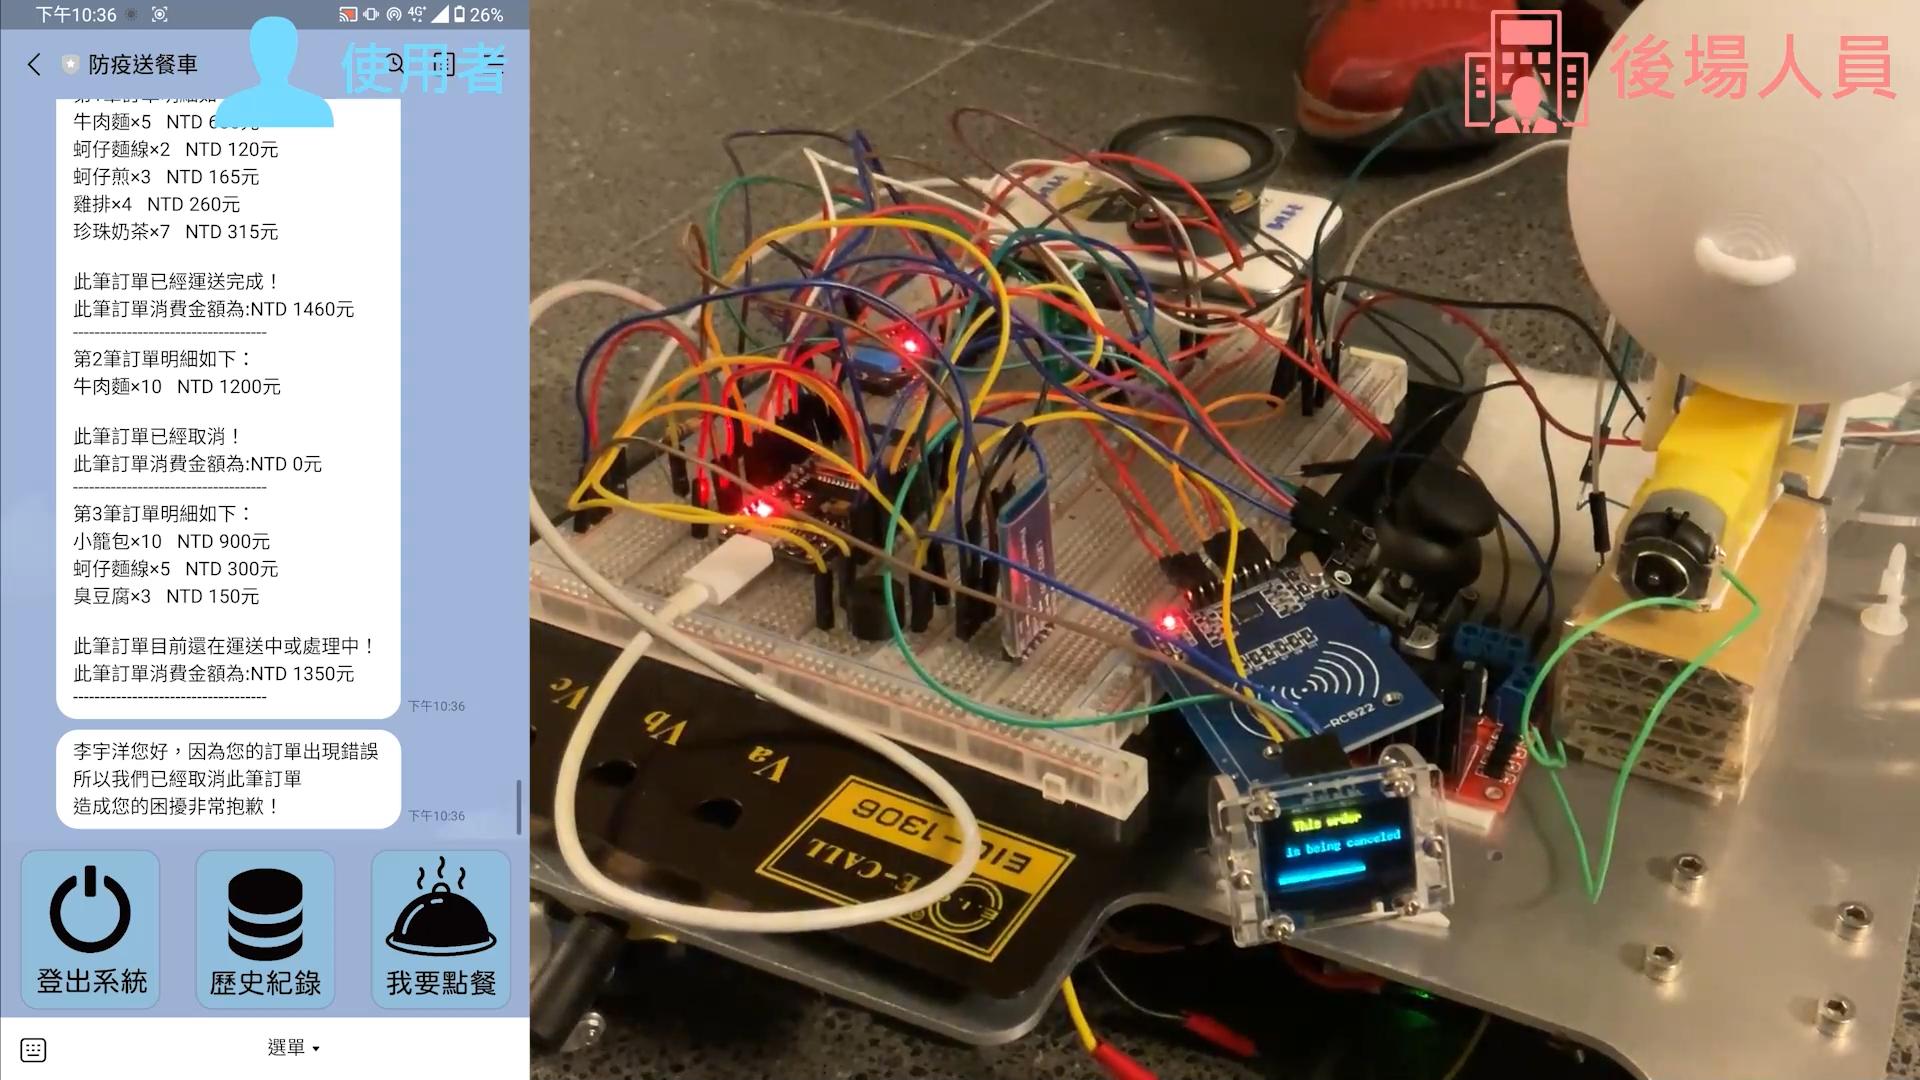 下午10:36
4G+
26%
防疫送餐車
使用者
牛肉麵×5 NTD
蚵仔麵線×2 NTD 120元
蚵仔煎×3 NTD 165元
雞排×4 NTD 260元
珍珠奶茶×7 NTD 315元
此筆訂單已經運送完成！
此筆訂單消費金額為:NTD 1460元
-----------------------------------
第2筆訂單明細如下：
牛肉麵×10 NTD 1200元
此筆訂單已經取消！
此筆訂單消費金額為:NTD 0元
-----------------------------------
第3筆訂單明細如下：
小籠包×10 NTD 900元
蚵仔麵線×5 NTD 300元
臭豆腐×3 NTD 150元
此筆訂單目前還在運送中或處理中！
此筆訂單消費金額為:NTD 1350元
-----------------------------------
下午10:36
李宇洋您好，因為您的訂單出現錯誤
所以我們已經取消此筆訂單
造成您的困擾非常抱歉！
下午10:36
登出系統
歷史紀錄
我要點餐
選單
後場人員
Vc
Vb
Va
EIC-1306
E-CALL
-RC522
This order
is being canceled